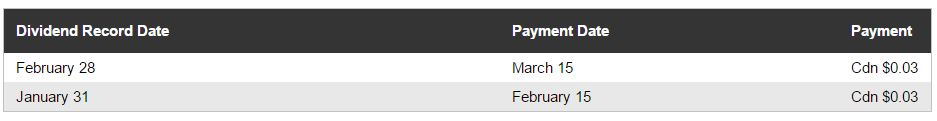 Dividend Record Date Payment Date Payment
February 28 March 15 Cdn $0.03
January 31 February 15 Cdn $0.03